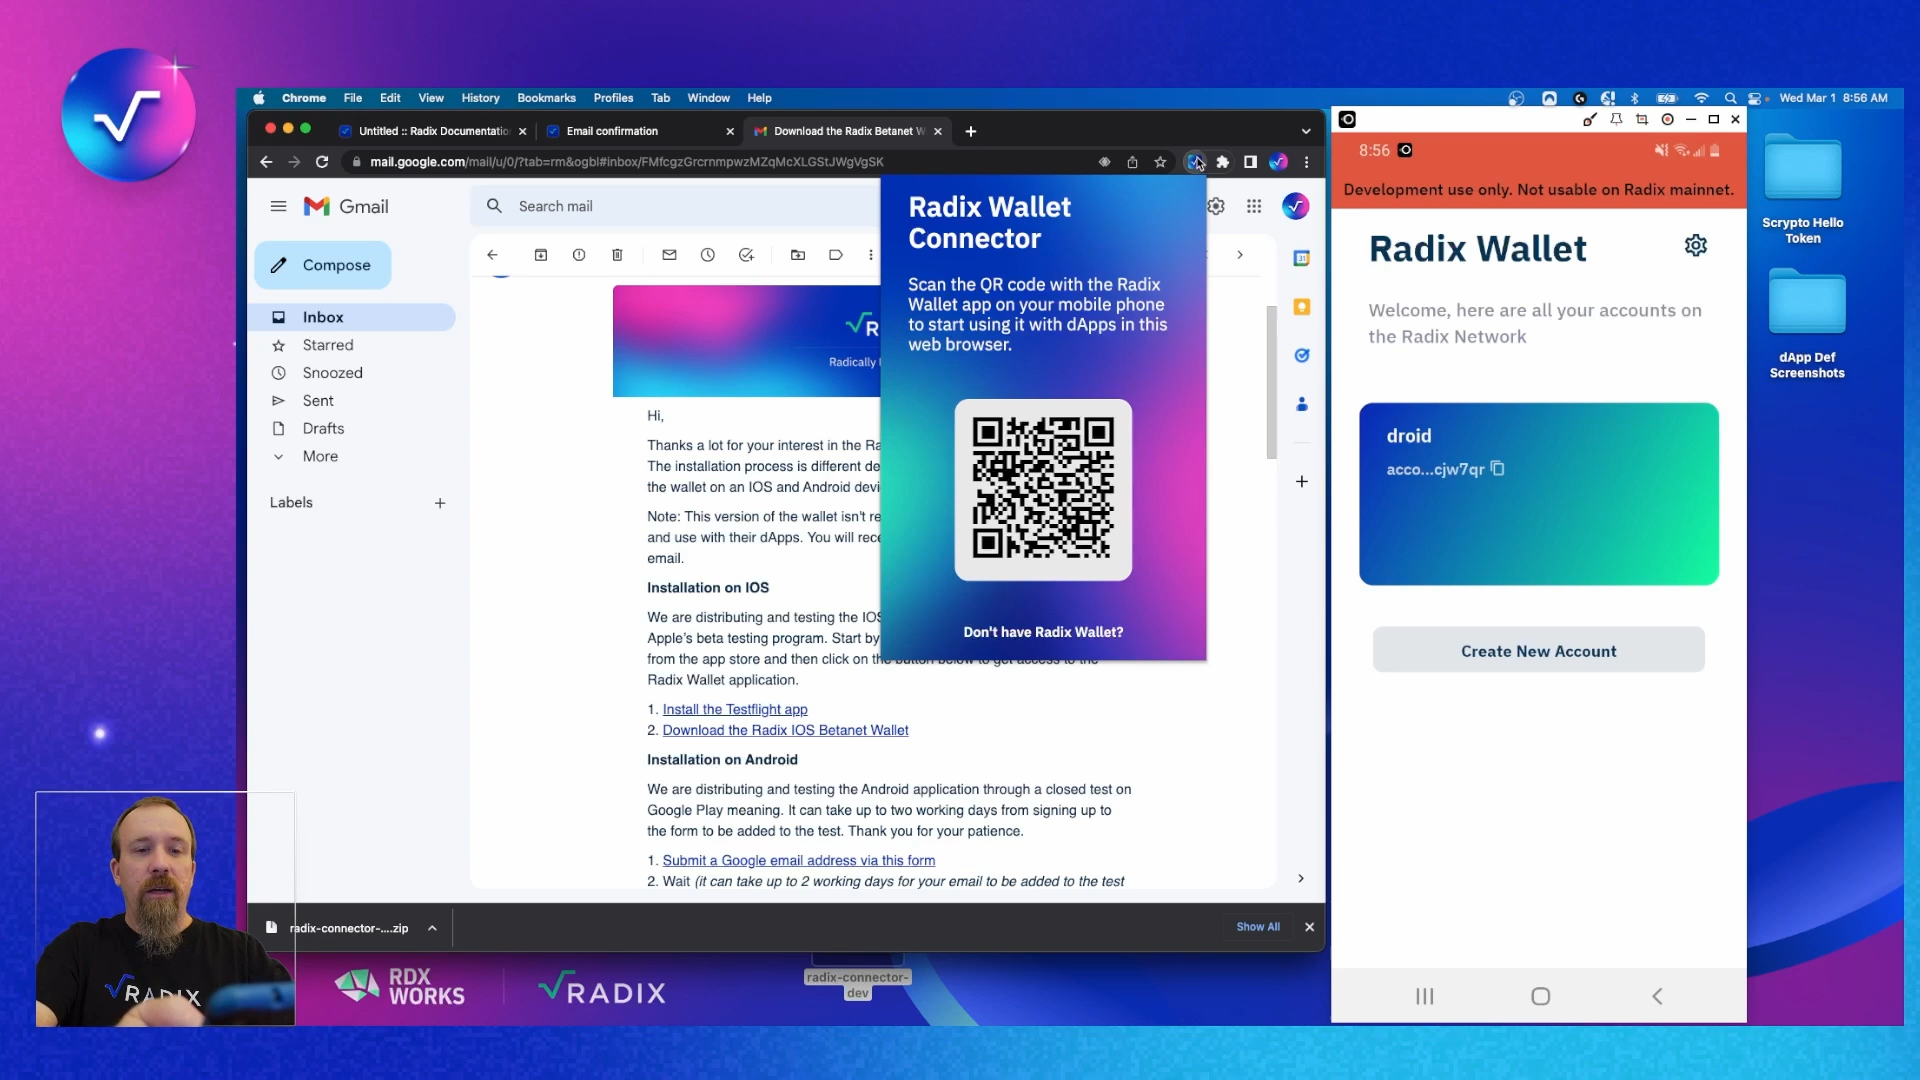 Chrome File Edit View History Bookmarks Profiles Tab Window Help
Wed Mar 1 8:56 AM
Untitled :: Radix Documentatio
Email confirmation
Download the Radix Betanet W
mail.google.com/mail/u/0/?tab=rm&ogbl#inbox/FMfcgzGrcrnmpwzMZqMcXLGStJWgVgSK
Gmail
Search mail
Compose
Inbox
Starred
Snoozed
Sent
Drafts
More
Labels
Radically
Hi,
Thanks a lot for your interest in the Ra
The installation process is different de
the wallet on an IOS and Android devi
Note: This version of the wallet isn't re
and use with their dApps. You will rece
email.
Installation on IOS
We are distributing and testing the IOS
Apple's beta testing program. Start by
from the app store and then click on the button below to get access to the
Radix Wallet application.
1. Install the Testflight app
2. Download the Radix IOS Betanet Wallet
Installation on Android
We are distributing and testing the Android application through a closed test on
Google Play meaning. It can take up to two working days from signing up to
the form to be added to the test. Thank you for your patience.
1. Submit a Google email address via this form
2. Wait (it can take up to 2 working days for your email to be added to the test
Radix Wallet
Connector
Scan the QR code with the Radix
Wallet app on your mobile phone
to start using it with dApps in this
web browser.
Don't have Radix Wallet?
radix-connector-....zip
Show All
8:56
Development use only. Not usable on Radix mainnet.
Radix Wallet
Welcome, here are all your accounts on
the Radix Network
droid
acco...cjw7qr
Create New Account
Scrypto Hello
Token
dApp Def
Screenshots
RADIX
RDX
WORKS
RADIX
radix-connector-
dev